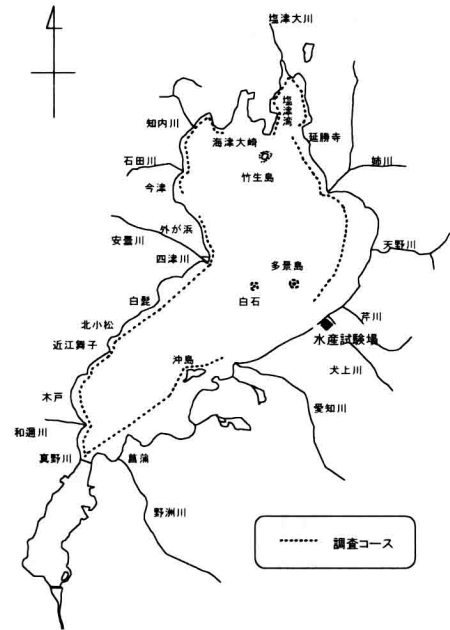 塩津大川
塩津湾
知内川
海津大崎
延勝寺
石田川
竹生島
姉川
今津
外が浜
安曇川
天野川
四津川
多景島
白髭
白石
芹川
北小松
水産試験場
近江舞子
沖島
犬上川
木戸
愛知川
和邇川
真野川
菖蒲
野洲川
調査コース